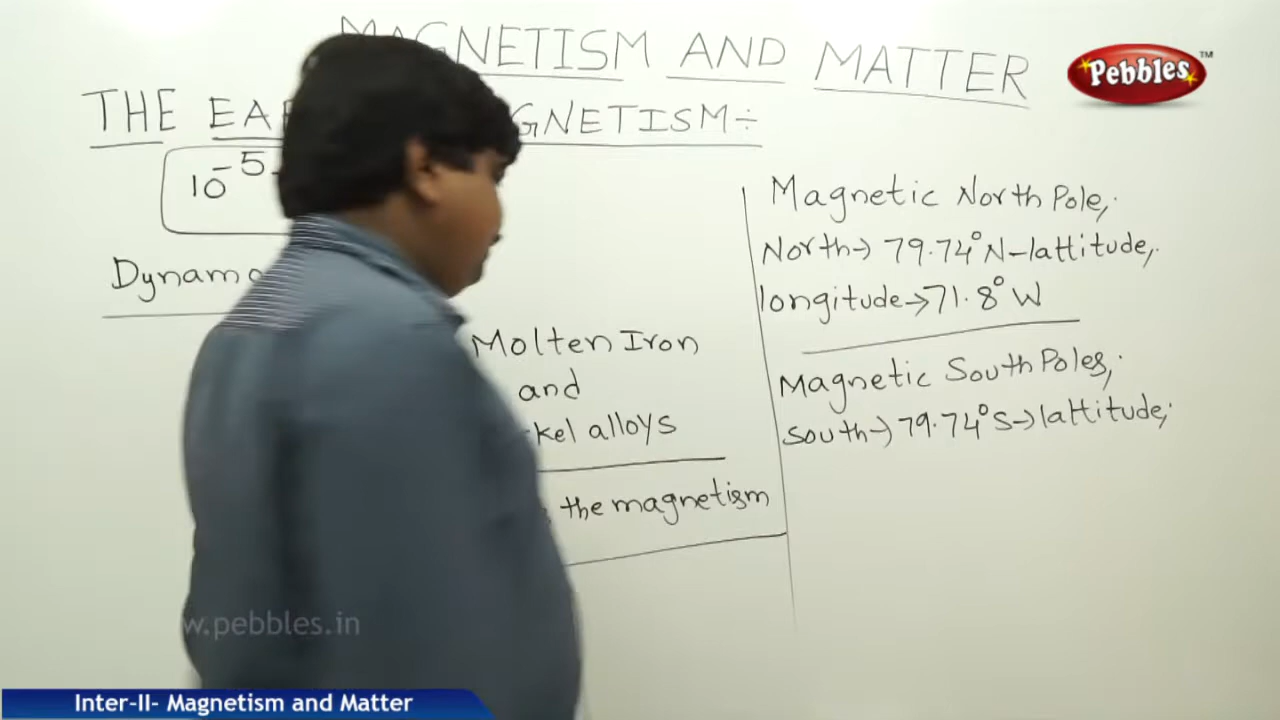 MAGNETISM AND MATTER
Pebbles™
THE EA GNETISM:-
10⁻⁵
Magnetic North Pole,
North→ 79.74°N-lattitude,
Dynamo
longitude→71.8° W
Molten Iron
and
kel alloys
Magnetic South Poles,
South→ 79.74°S→lattitude,
the magnetism
w.pebbles.in
Inter-II- Magnetism and Matter